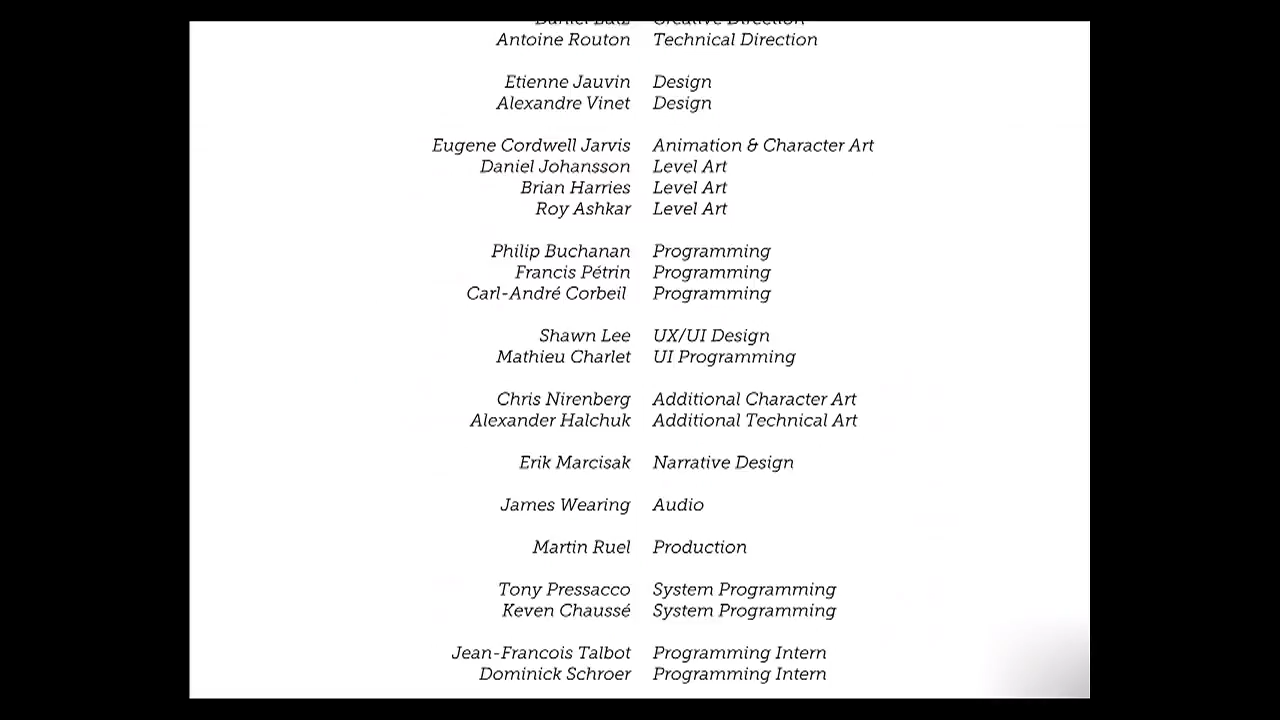 Creative Direction
Antoine Routon Technical Direction
Etienne Jauvin Design
Alexandre Vinet Design
Eugene Cordwell Jarvis Animation & Character Art
Daniel Johansson Level Art
Brian Harries Level Art
Roy Ashkar Level Art
Philip Buchanan Programming
Francis Pétrin Programming
Carl-André Corbeil Programming
Shawn Lee UX/UI Design
Mathieu Charlet UI Programming
Chris Nirenberg Additional Character Art
Alexander Halchuk Additional Technical Art
Erik Marcisak Narrative Design
James Wearing Audio
Martin Ruel Production
Tony Pressacco System Programming
Keven Chaussé System Programming
Jean-Francois Talbot Programming Intern
Dominick Schroer Programming Intern